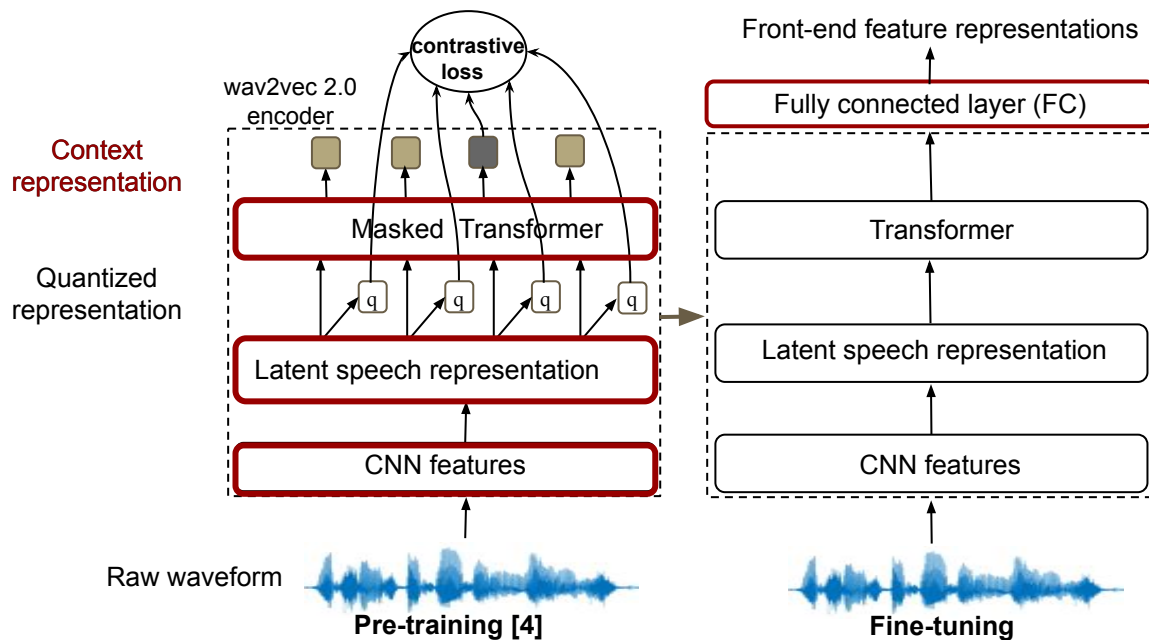 contrastive
loss
wav2vec 2.0
encoder
Context
representation
Masked Transformer
Quantized
representation
q
q
q
q
Latent speech representation
CNN features
Raw waveform
Pre-training [4]
Front-end feature representations
Fully connected layer (FC)
Transformer
Latent speech representation
CNN features
Fine-tuning